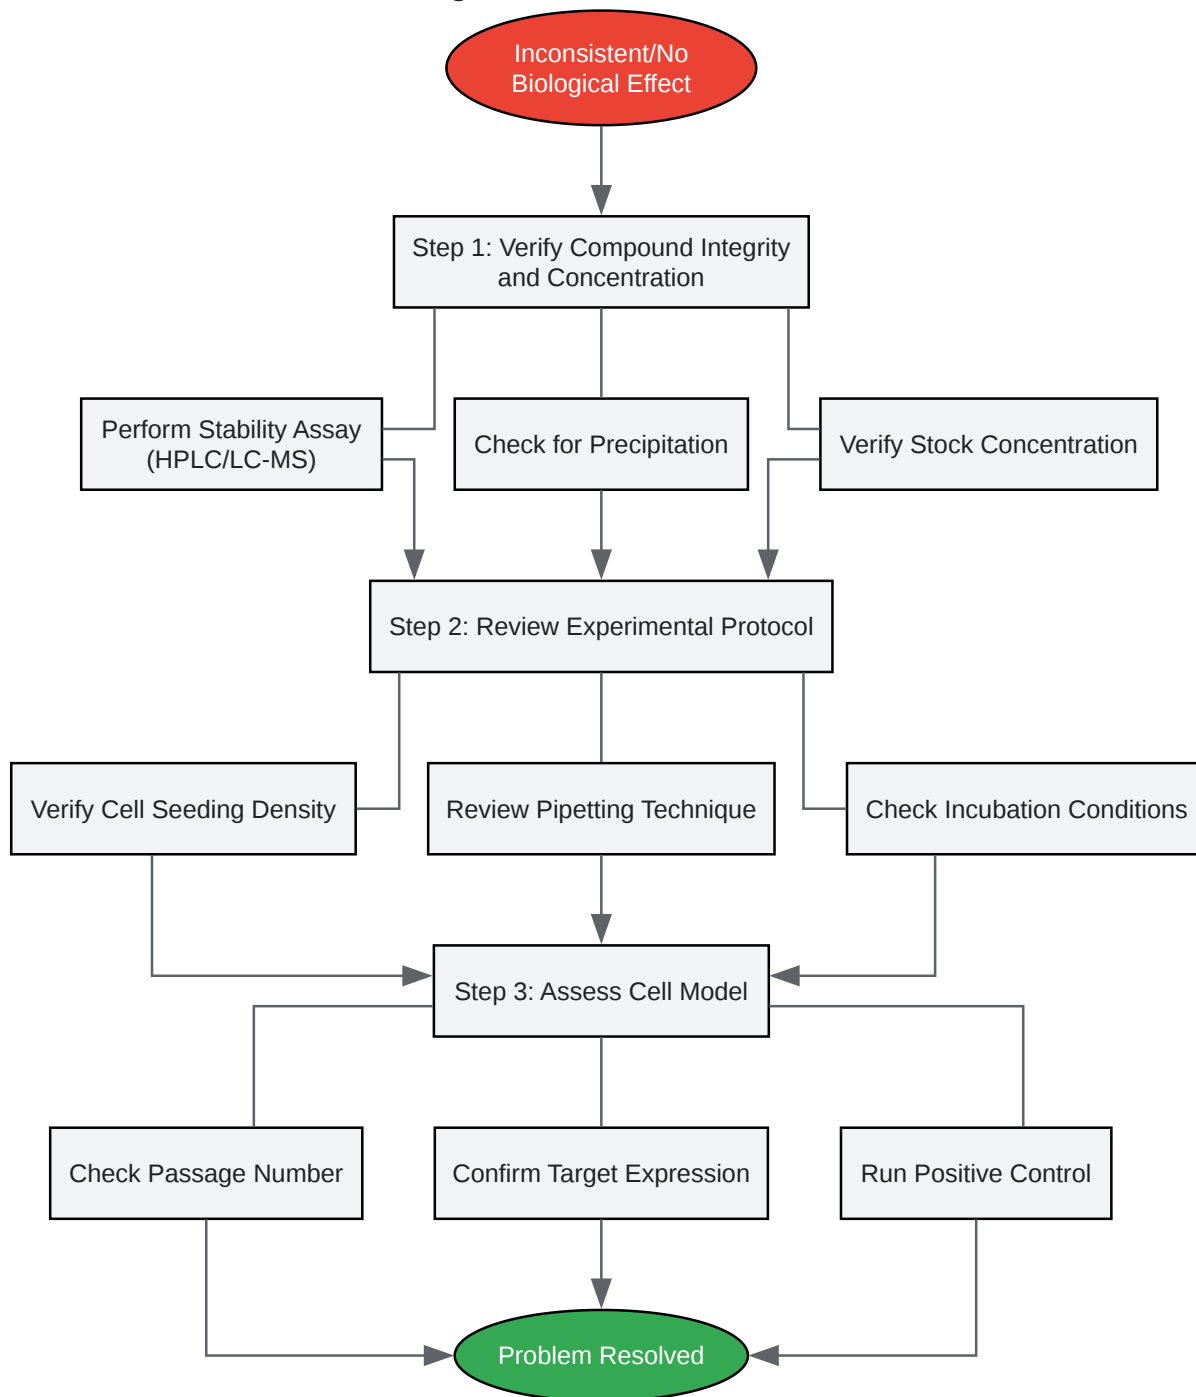 Inconsistent/No
Biological Effect
Step 1: Verify Compound Integrity
and Concentration
Perform Stability Assay
(HPLC/LC-MS)
Check for Precipitation
Verify Stock Concentration
Step 2: Review Experimental Protocol
Verify Cell Seeding Density
Review Pipetting Technique
Check Incubation Conditions
Step 3: Assess Cell Model
Check Passage Number
Confirm Target Expression
Run Positive Control
Problem Resolved